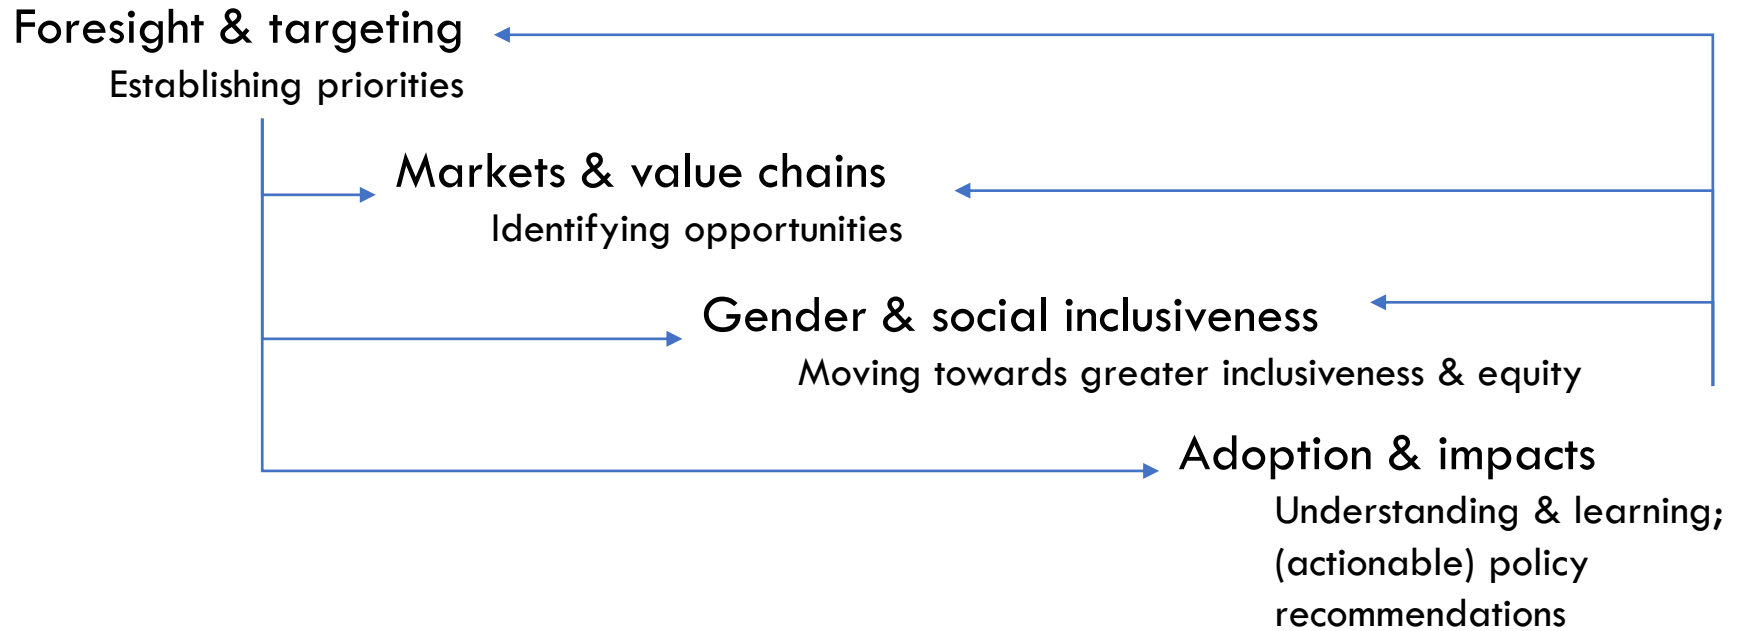 Foresight & targeting
Establishing priorities
Markets & value chains
Identifying opportunities
Gender & social inclusiveness
Moving towards greater inclusiveness & equity
Adoption & impacts
Understanding & learning;
(actionable) policy
recommendations